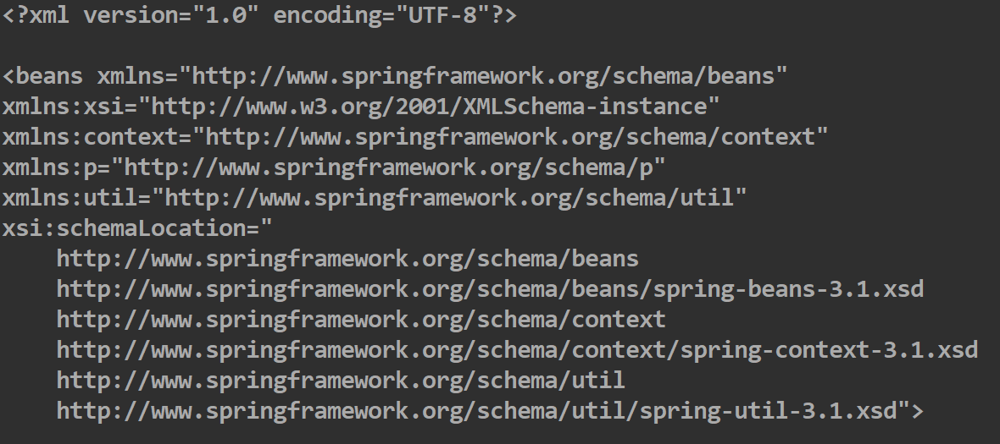 <?xml version="1.0" encoding="UTF-8"?>
<beans xmlns="http://www.springframework.org/schema/beans"
xmlns:xsi="http://www.w3.org/2001/XMLSchema-instance"
xmlns:context="http://www.springframework.org/schema/context"
xmlns:p="http://www.springframework.org/schema/p"
xmlns:util="http://www.springframework.org/schema/util"
xsi:schemaLocation="
    http://www.springframework.org/schema/beans
    http://www.springframework.org/schema/beans/spring-beans-3.1.xsd
    http://www.springframework.org/schema/context
    http://www.springframework.org/schema/context/spring-context-3.1.xsd
    http://www.springframework.org/schema/util
    http://www.springframework.org/schema/util/spring-util-3.1.xsd">